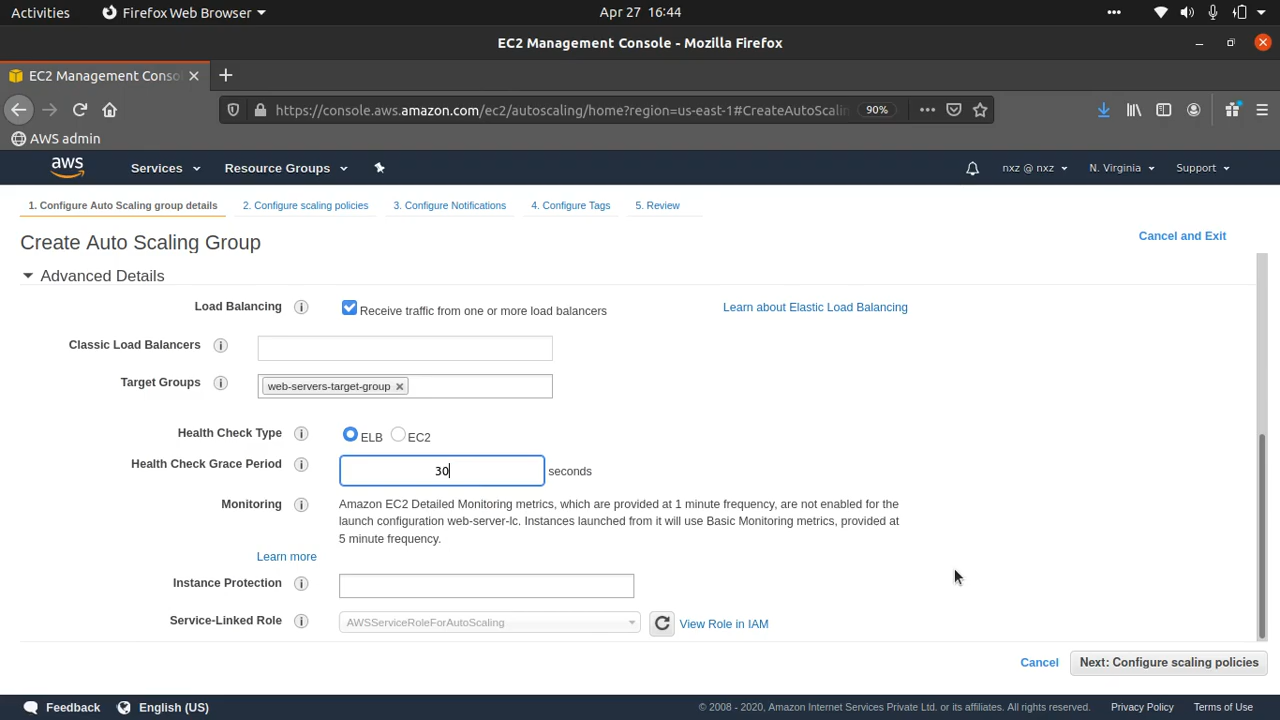 Activities
Firefox Web Browser
Apr 27 16:44
EC2 Management Console - Mozilla Firefox
EC2 Management Conso
https://console.aws.amazon.com/ec2/autoscaling/home?region=us-east-1#CreateAutoScalin
90%
AWS admin
aws
Services
Resource Groups
nxz @ nxz
N. Virginia
Support
1. Configure Auto Scaling group details
2. Configure scaling policies
3. Configure Notifications
4. Configure Tags
5. Review
Create Auto Scaling Group
Cancel and Exit
Advanced Details
Load Balancing
Receive traffic from one or more load balancers
Learn about Elastic Load Balancing
Classic Load Balancers
Target Groups
web-servers-target-group
Health Check Type
ELB
EC2
Health Check Grace Period
30
seconds
Monitoring
Amazon EC2 Detailed Monitoring metrics, which are provided at 1 minute frequency, are not enabled for the
launch configuration web-server-lc. Instances launched from it will use Basic Monitoring metrics, provided at
5 minute frequency.
Learn more
Instance Protection
Service-Linked Role
AWSServiceRoleForAutoScaling
View Role in IAM
Cancel
Next: Configure scaling policies
Feedback
English (US)
© 2008 - 2020, Amazon Internet Services Private Ltd. or its affiliates. All rights reserved.
Privacy Policy
Terms of Use